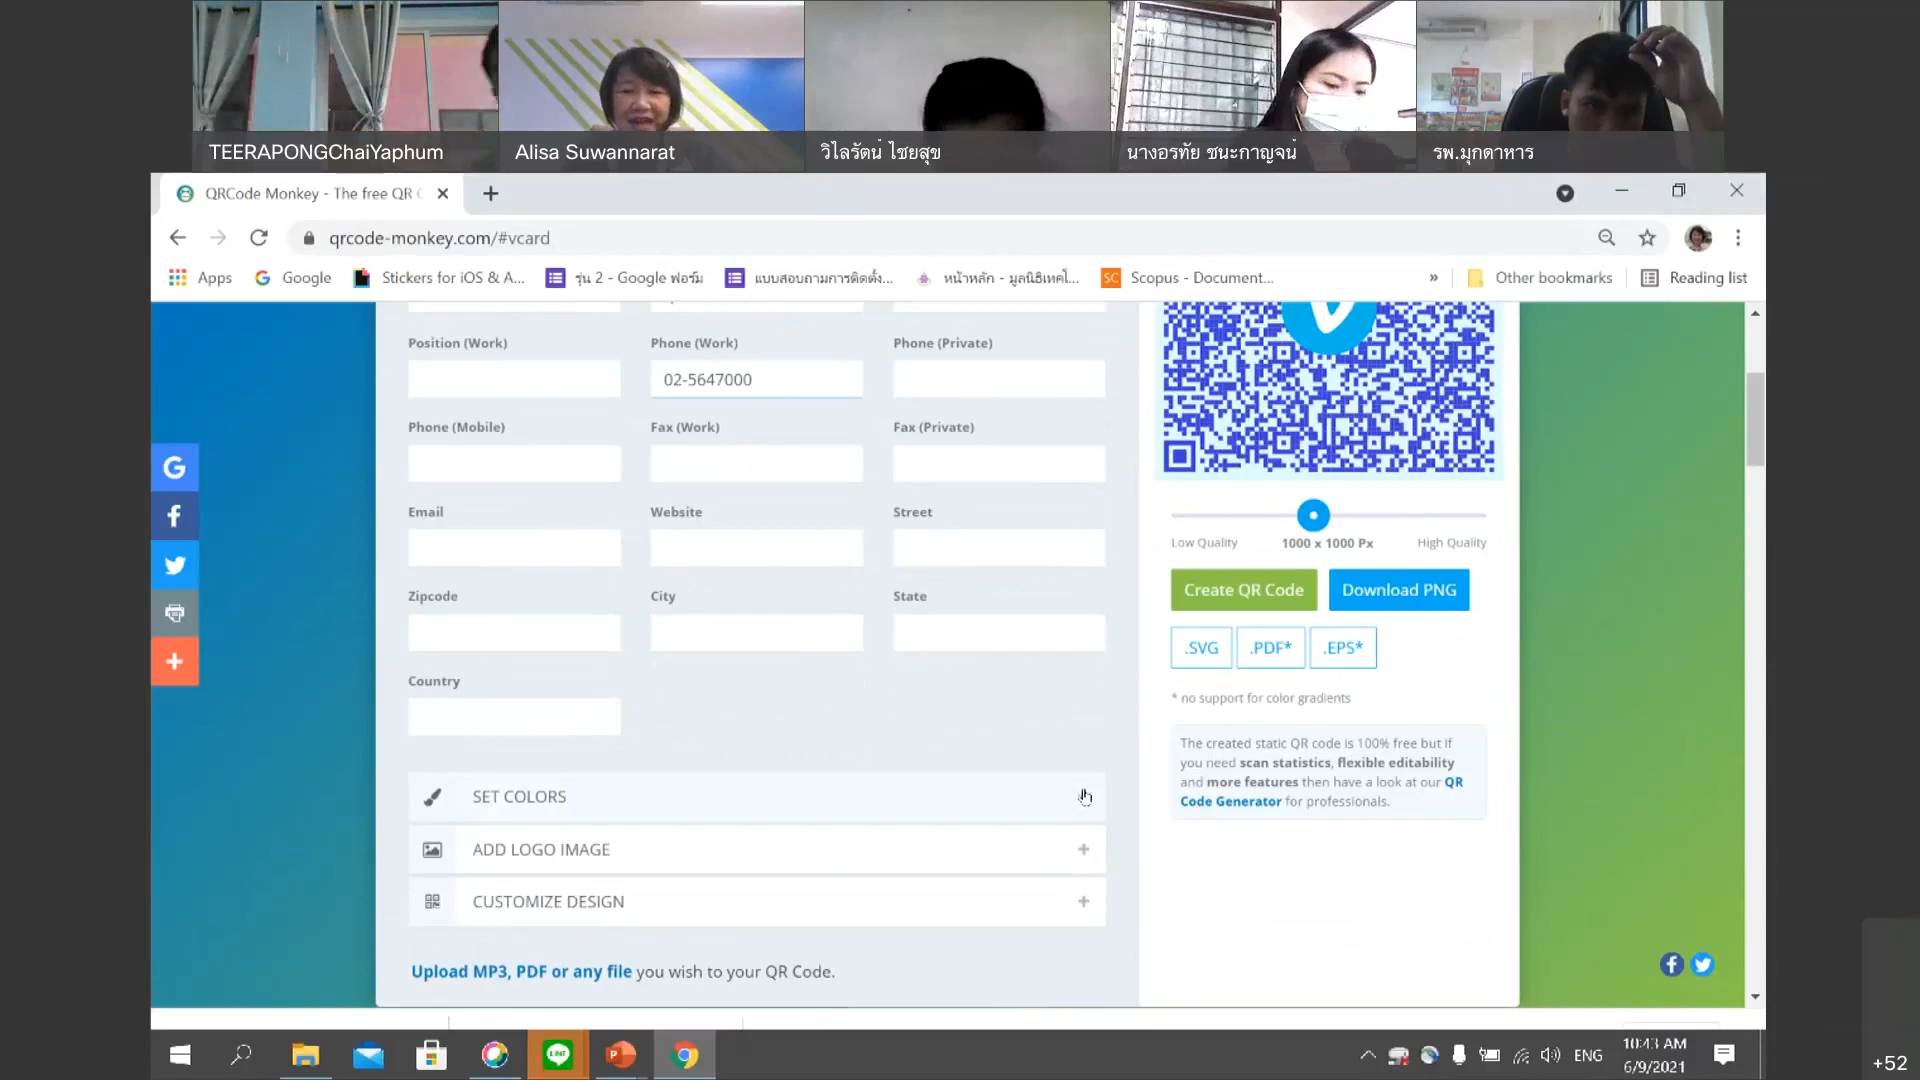 TEERAPONGChaiYaphum
Alisa Suwannarat
วิไลรัตน์ ไชยสุข
นางอรทัย ชนะกาญจน์
รพ.มุกดาหาร
QRCode Monkey - The free QR C
qrcode-monkey.com/#vcard
Apps
Google
Stickers for iOS & A...
รุ่น 2 - Google ฟอร์ม
แบบสอบถามการติดตั้ง...
หน้าหลัก - มูลนิธิเทคโ...
SC
Scopus - Document...
»
Other bookmarks
Reading list
Position (Work)
Phone (Work)
Phone (Private)
02-5647000
Phone (Mobile)
Fax (Work)
Fax (Private)
Email
Website
Street
Low Quality
1000 x 1000 Px
High Quality
Zipcode
City
State
Create QR Code
Download PNG
.SVG
.PDF*
.EPS*
Country
* no support for color gradients
The created static QR code is 100% free but if
you need scan statistics, flexible editability
and more features then have a look at our QR
Code Generator for professionals.
SET COLORS
ADD LOGO IMAGE
CUSTOMIZE DESIGN
Upload MP3, PDF or any file you wish to your QR Code.
LINE
ENG
10:43 AM
6/9/2021
+52